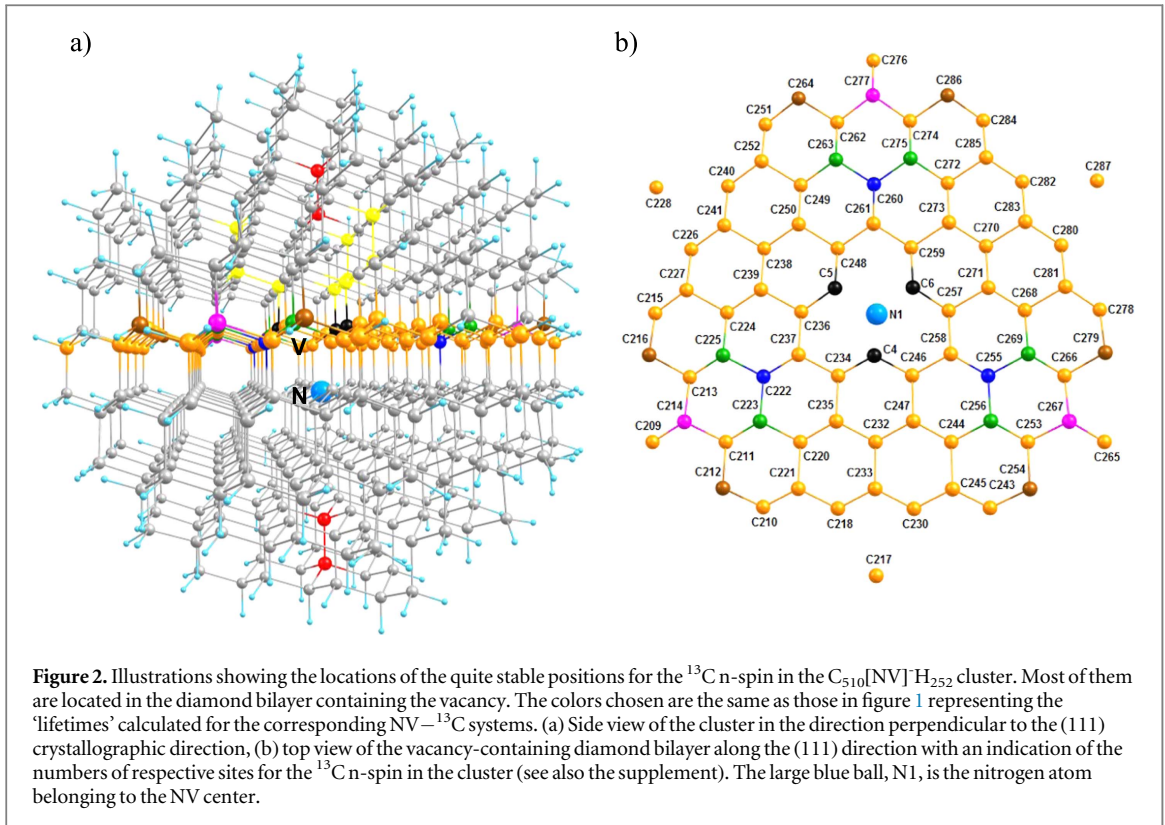 a)
b)
C276
C277
C264
C286
C251
C262
C274
C284
C252
C263
C275
C272
C285
C287
C240
C249
C260
C282
C228
C241
C250
C261
C273
C283
C226
C248
C259
C270
C280
C227
C239
C238
C5
C6
C271
C281
C215
C257
C268
C278
N1
C224
C236
C216
C225
C237
C4
C258
C269
C279
C234
C246
C255
C266
C213
C222
C214
C223
C235
C256
C267
C209
C232
C247
C244
C253
C265
C211
C220
C212
C221
C233
C254
C245
C243
C210
C218
C230
C217
V
N
Figure 2. Illustrations showing the locations of the quite stable positions for the 13C n-spin in the C510[NV]-H252 cluster. Most of them
are located in the diamond bilayer containing the vacancy. The colors chosen are the same as those in figure 1 representing the
‘lifetimes’ calculated for the corresponding NV−13C systems. (a) Side view of the cluster in the direction perpendicular to the (111)
crystallographic direction, (b) top view of the vacancy-containing diamond bilayer along the (111) direction with an indication of the
numbers of respective sites for the 13C n-spin in the cluster (see also the supplement). The large blue ball, N1, is the nitrogen atom
belonging to the NV center.